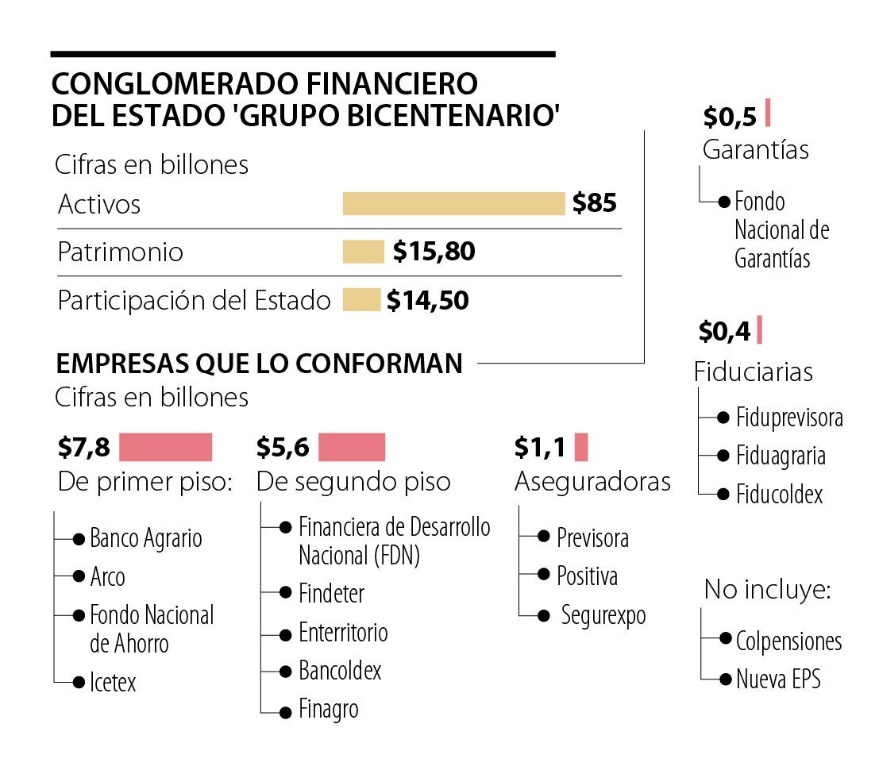 CONGLOMERADO FINANCIERO
DEL ESTADO 'GRUPO BICENTENARIO'
Cifras en billones
Activos $85
Patrimonio $15,80
Participación del Estado $14,50
EMPRESAS QUE LO CONFORMAN
Cifras en billones
$7,8
De primer piso:
Banco Agrario
Arco
Fondo Nacional
de Ahorro
Icetex
$5,6
De segundo piso
Financiera de Desarrollo
Nacional (FDN)
Findeter
Enterritorio
Bancoldex
Finagro
$1,1
Aseguradoras
Previsora
Positiva
Segurexpo
$0,5
Garantías
Fondo
Nacional de
Garantías
$0,4
Fiduciarias
Fiduprevisora
Fiduagraria
Fiducoldex
No incluye:
Colpensiones
Nueva EPS